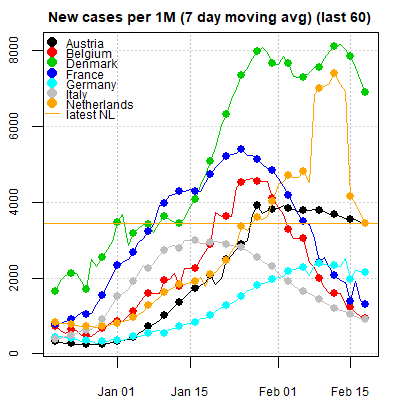 New cases per 1M (7 day moving avg) (last 60)
Austria
Belgium
Denmark
France
Germany
Italy
Netherlands
latest NL
8000
6000
4000
2000
0
Jan 01 Jan 15 Feb 01 Feb 15